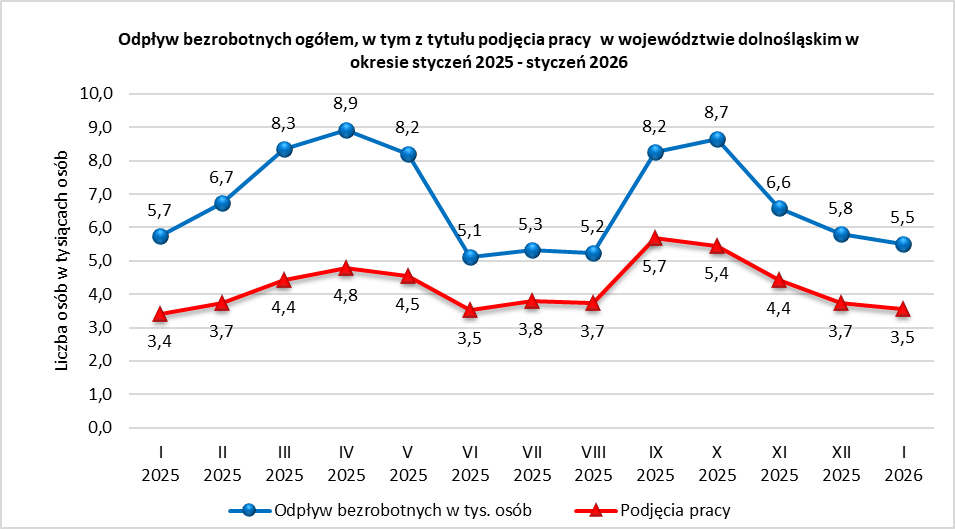 Odpływ bezrobotnych ogółem, w tym z tytułu podjęcia pracy w województwie dolnośląskim w
okresie styczeń 2025 - styczeń 2026
Liczba osób w tysiącach osób
10,0
9,0
8,0
7,0
6,0
5,0
4,0
3,0
2,0
1,0
0,0
5,7 6,7 8,3 8,9 8,2 5,1 5,3 5,2 8,2 8,7 6,6 5,8 5,5
3,4 3,7 4,4 4,8 4,5 3,5 3,8 3,7 5,7 5,4 4,4 3,7 3,5
I II III IV V VI VII VIII IX X XI XII I
2025 2025 2025 2025 2025 2025 2025 2025 2025 2025 2025 2025 2026
Odpływ bezrobotnych w tys. osób Podjęcia pracy